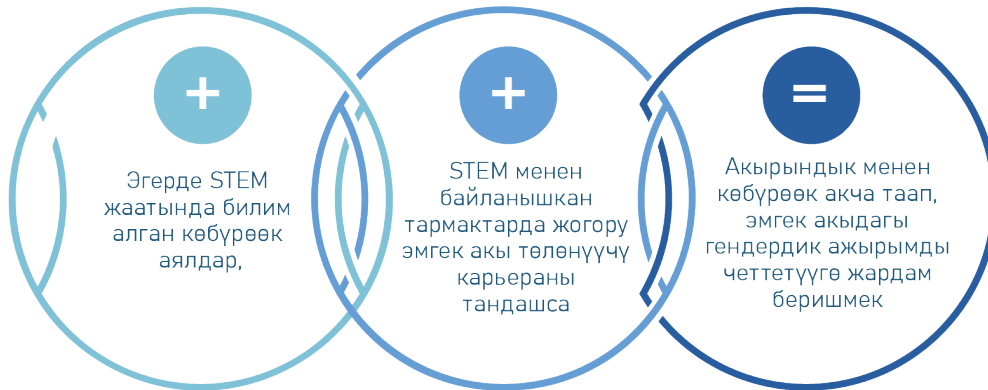 +
Эгерде STEM
жаатында билим
алган көбүрөөк
аялдар,
+
STEM менен
байланышкан
тармактарда жогору
эмгек акы төлөнүүчү
карьераны
тандашса
=
Акырындык менен
көбүрөөк акча таап,
эмгек акыдагы
гендердик ажырымды
четтетүүгө жардам
беришмек